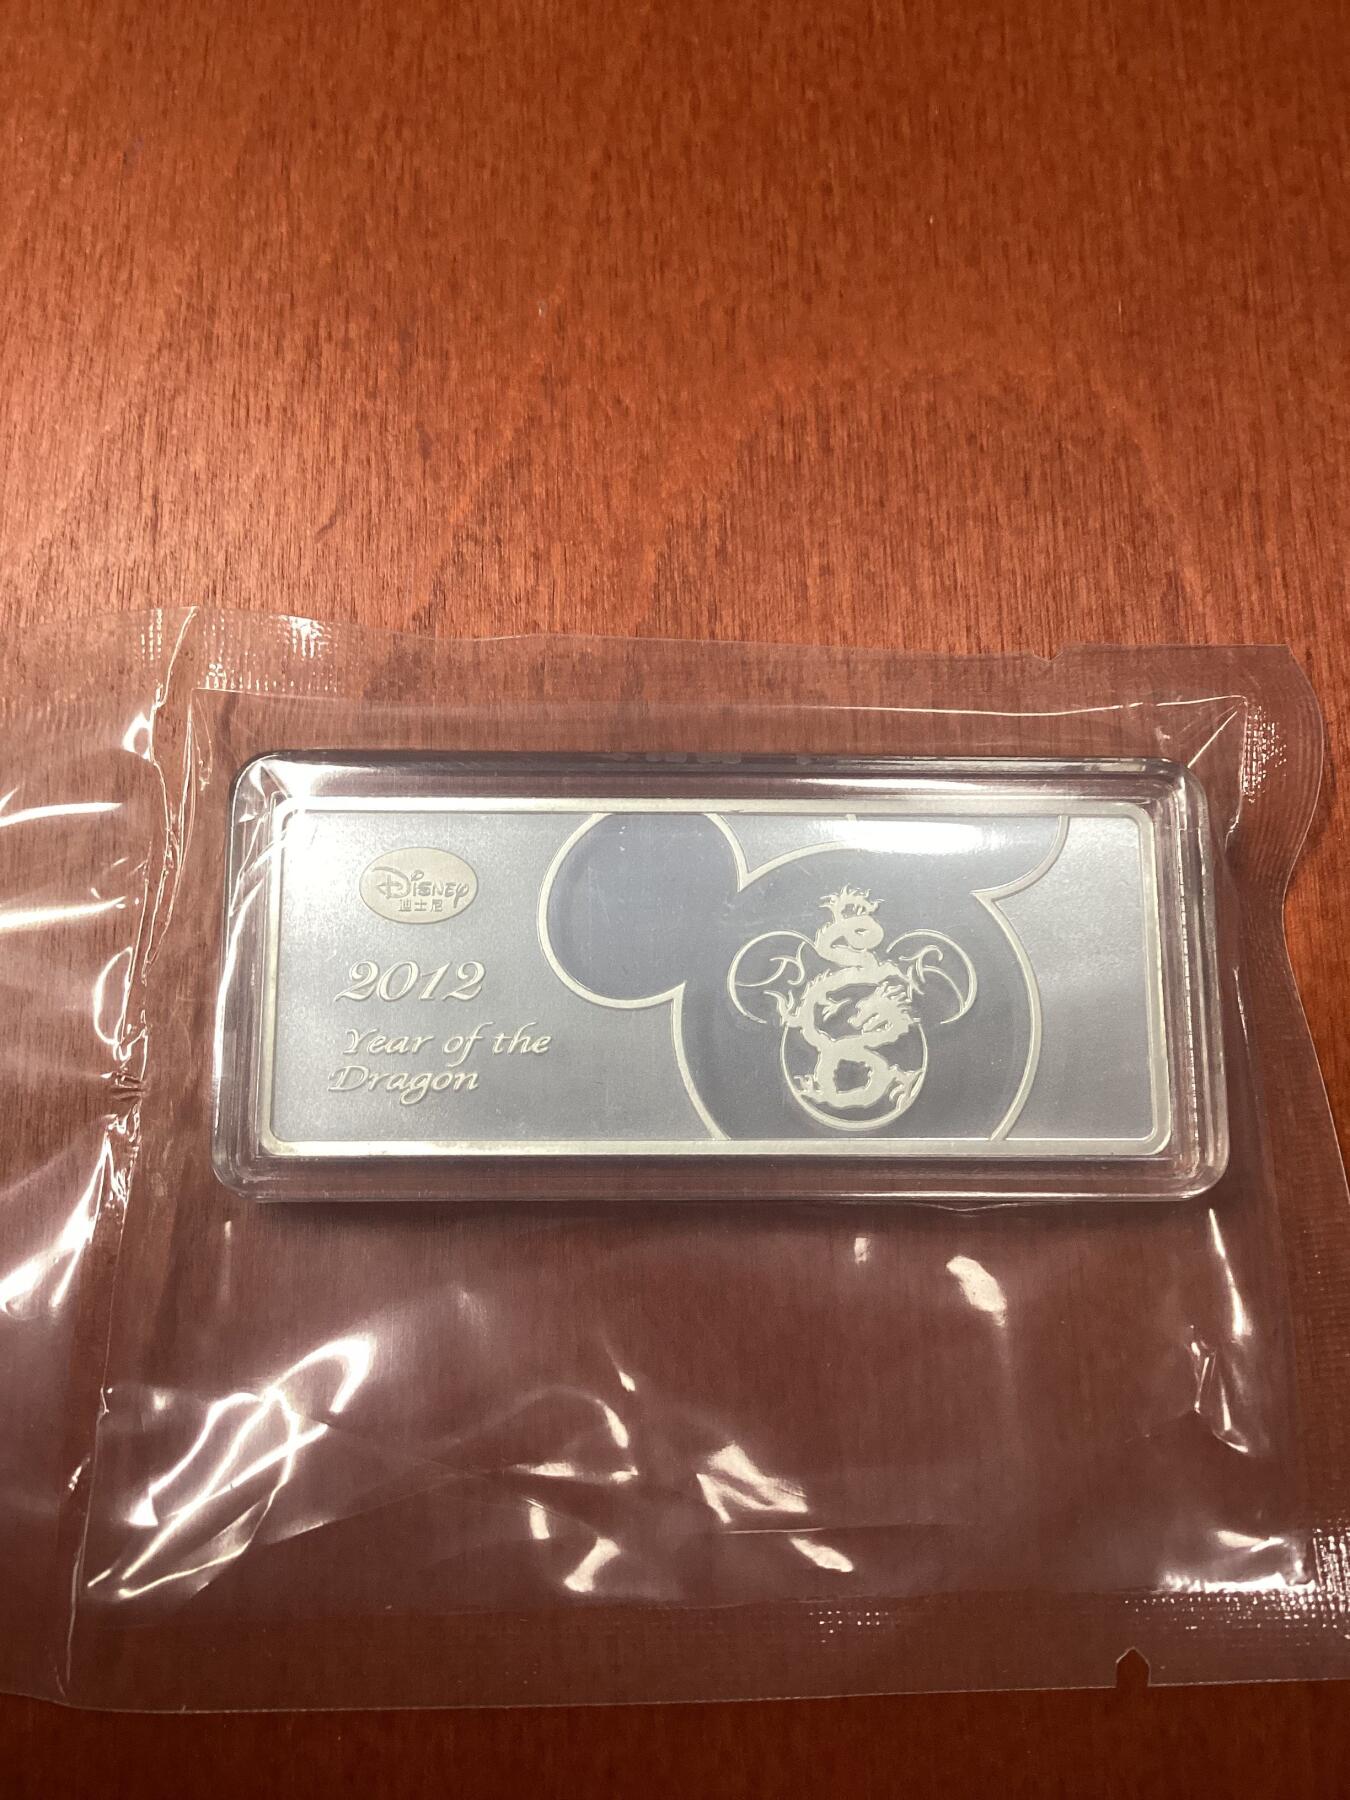 Disney
迪士尼
2012
Year of the
Dragon